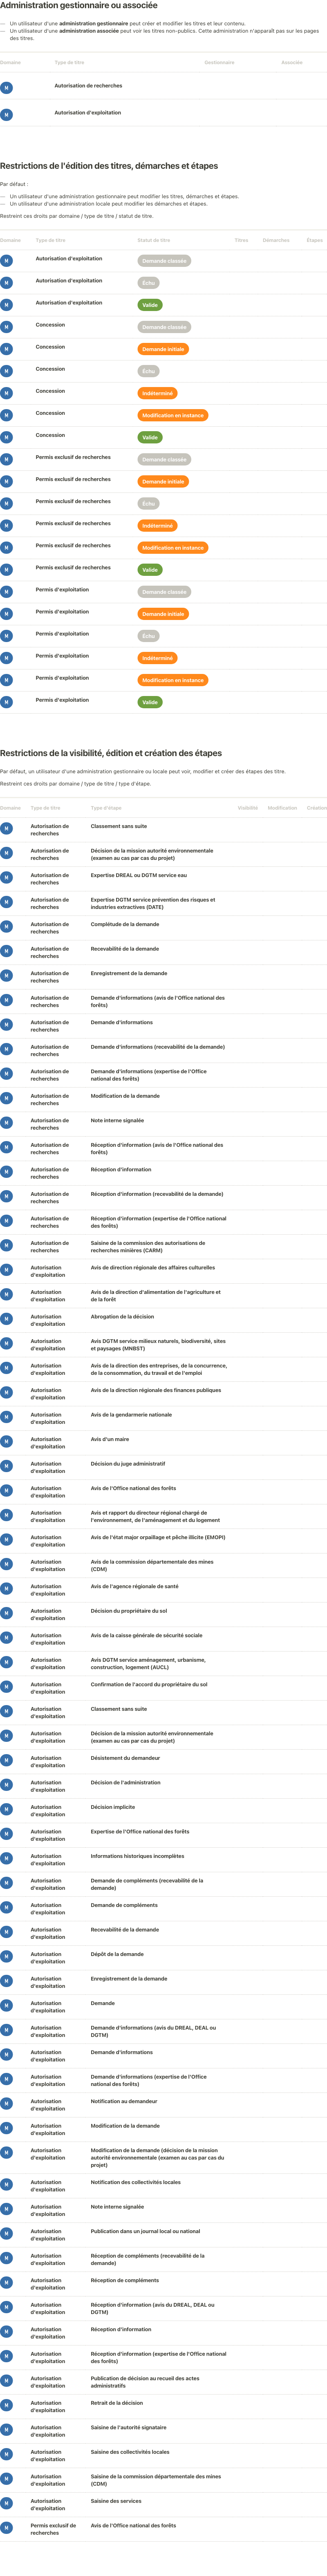 Administration gestionnaire ou associée
— Un utilisateur d'une administration gestionnaire peut créer et modifier les titres et leur contenu.
— Un utilisateur d'une administration associée peut voir les titres non-publics. Cette administration n'apparaît pas sur les pages
des titres.
Domaine Type de titre Gestionnaire Associée
M Autorisation de recherches
M Autorisation d'exploitation
Restrictions de l'édition des titres, démarches et étapes
Par défaut :
— Un utilisateur d'une administration gestionnaire peut modifier les titres, démarches et étapes.
— Un utilisateur d'une administration locale peut modifier les démarches et étapes.
Restreint ces droits par domaine / type de titre / statut de titre.
Domaine Type de titre Statut de titre Titres Démarches Étapes
M Autorisation d'exploitation Demande classée
M Autorisation d'exploitation Échu
M Autorisation d'exploitation Valide
M Concession Demande classée
M Concession Demande initiale
M Concession Échu
M Concession Indéterminé
M Concession Modification en instance
M Concession Valide
M Permis exclusif de recherches Demande classée
M Permis exclusif de recherches Demande initiale
M Permis exclusif de recherches Échu
M Permis exclusif de recherches Indéterminé
M Permis exclusif de recherches Modification en instance
M Permis exclusif de recherches Valide
M Permis d'exploitation Demande classée
M Permis d'exploitation Demande initiale
M Permis d'exploitation Échu
M Permis d'exploitation Indéterminé
M Permis d'exploitation Modification en instance
M Permis d'exploitation Valide
Restrictions de la visibilité, édition et création des étapes
Par défaut, un utilisateur d'une administration gestionnaire ou locale peut voir, modifier et créer des étapes des titre.
Restreint ces droits par domaine / type de titre / type d'étape.
Domaine Type de titre Type d'étape Visibilité Modification Création
M Autorisation de Classement sans suite
recherches
M Autorisation de Décision de la mission autorité environnementale
recherches (examen au cas par cas du projet)
M Autorisation de Expertise DREAL ou DGTM service eau
recherches
M Autorisation de Expertise DGTM service prévention des risques et
recherches industries extractives (DATE)
M Autorisation de Complétude de la demande
recherches
M Autorisation de Recevabilité de la demande
recherches
M Autorisation de Enregistrement de la demande
recherches
M Autorisation de Demande d'informations (avis de l'Office national des
recherches forêts)
M Autorisation de Demande d'informations
recherches
M Autorisation de Demande d'informations (recevabilité de la demande)
recherches
M Autorisation de Demande d'informations (expertise de l'Office
recherches national des forêts)
M Autorisation de Modification de la demande
recherches
M Autorisation de Note interne signalée
recherches
M Autorisation de Réception d'information (avis de l'Office national des
recherches forêts)
M Autorisation de Réception d'information
recherches
M Autorisation de Réception d'information (recevabilité de la demande)
recherches
M Autorisation de Réception d'information (expertise de l'Office national
recherches des forêts)
M Autorisation de Saisine de la commission des autorisations de
recherches recherches minières (CARM)
M Autorisation Avis de direction régionale des affaires culturelles
d'exploitation
M Autorisation Avis de la direction d'alimentation de l'agriculture et
d'exploitation de la forêt
M Autorisation Abrogation de la décision
d'exploitation
M Autorisation Avis DGTM service milieux naturels, biodiversité, sites
d'exploitation et paysages (MNBST)
M Autorisation Avis de la direction des entreprises, de la concurrence,
d'exploitation de la consommation, du travail et de l'emploi
M Autorisation Avis de la direction régionale des finances publiques
d'exploitation
M Autorisation Avis de la gendarmerie nationale
d'exploitation
M Autorisation Avis d'un maire
d'exploitation
M Autorisation Décision du juge administratif
d'exploitation
M Autorisation Avis de l'Office national des forêts
d'exploitation
M Autorisation Avis et rapport du directeur régional chargé de
d'exploitation l'environnement, de l'aménagement et du logement
M Autorisation Avis de l'état major orpaillage et pêche illicite (EMOPI)
d'exploitation
M Autorisation Avis de la commission départementale des mines
d'exploitation (CDM)
M Autorisation Avis de l'agence régionale de santé
d'exploitation
M Autorisation Décision du propriétaire du sol
d'exploitation
M Autorisation Avis de la caisse générale de sécurité sociale
d'exploitation
M Autorisation Avis DGTM service aménagement, urbanisme,
d'exploitation construction, logement (AUCL)
M Autorisation Confirmation de l'accord du propriétaire du sol
d'exploitation
M Autorisation Classement sans suite
d'exploitation
M Autorisation Décision de la mission autorité environnementale
d'exploitation (examen au cas par cas du projet)
M Autorisation Désistement du demandeur
d'exploitation
M Autorisation Décision de l'administration
d'exploitation
M Autorisation Décision implicite
d'exploitation
M Autorisation Expertise de l'Office national des forêts
d'exploitation
M Autorisation Informations historiques incomplètes
d'exploitation
M Autorisation Demande de compléments (recevabilité de la
d'exploitation demande)
M Autorisation Demande de compléments
d'exploitation
M Autorisation Recevabilité de la demande
d'exploitation
M Autorisation Dépôt de la demande
d'exploitation
M Autorisation Enregistrement de la demande
d'exploitation
M Autorisation Demande
d'exploitation
M Autorisation Demande d'informations (avis du DREAL, DEAL ou
d'exploitation DGTM)
M Autorisation Demande d'informations
d'exploitation
M Autorisation Demande d'informations (expertise de l'Office
d'exploitation national des forêts)
M Autorisation Notification au demandeur
d'exploitation
M Autorisation Modification de la demande
d'exploitation
M Autorisation Modification de la demande (décision de la mission
d'exploitation autorité environnementale (examen au cas par cas du
projet)
M Autorisation Notification des collectivités locales
d'exploitation
M Autorisation Note interne signalée
d'exploitation
M Autorisation Publication dans un journal local ou national
d'exploitation
M Autorisation Réception de compléments (recevabilité de la
d'exploitation demande)
M Autorisation Réception de compléments
d'exploitation
M Autorisation Réception d'information (avis du DREAL, DEAL ou
d'exploitation DGTM)
M Autorisation Réception d'information
d'exploitation
M Autorisation Réception d'information (expertise de l'Office national
d'exploitation des forêts)
M Autorisation Publication de décision au recueil des actes
d'exploitation administratifs
M Autorisation Retrait de la décision
d'exploitation
M Autorisation Saisine de l'autorité signataire
d'exploitation
M Autorisation Saisine des collectivités locales
d'exploitation
M Autorisation Saisine de la commission départementale des mines
d'exploitation (CDM)
M Autorisation Saisine des services
d'exploitation
M Permis exclusif de Avis de l'Office national des forêts
recherches